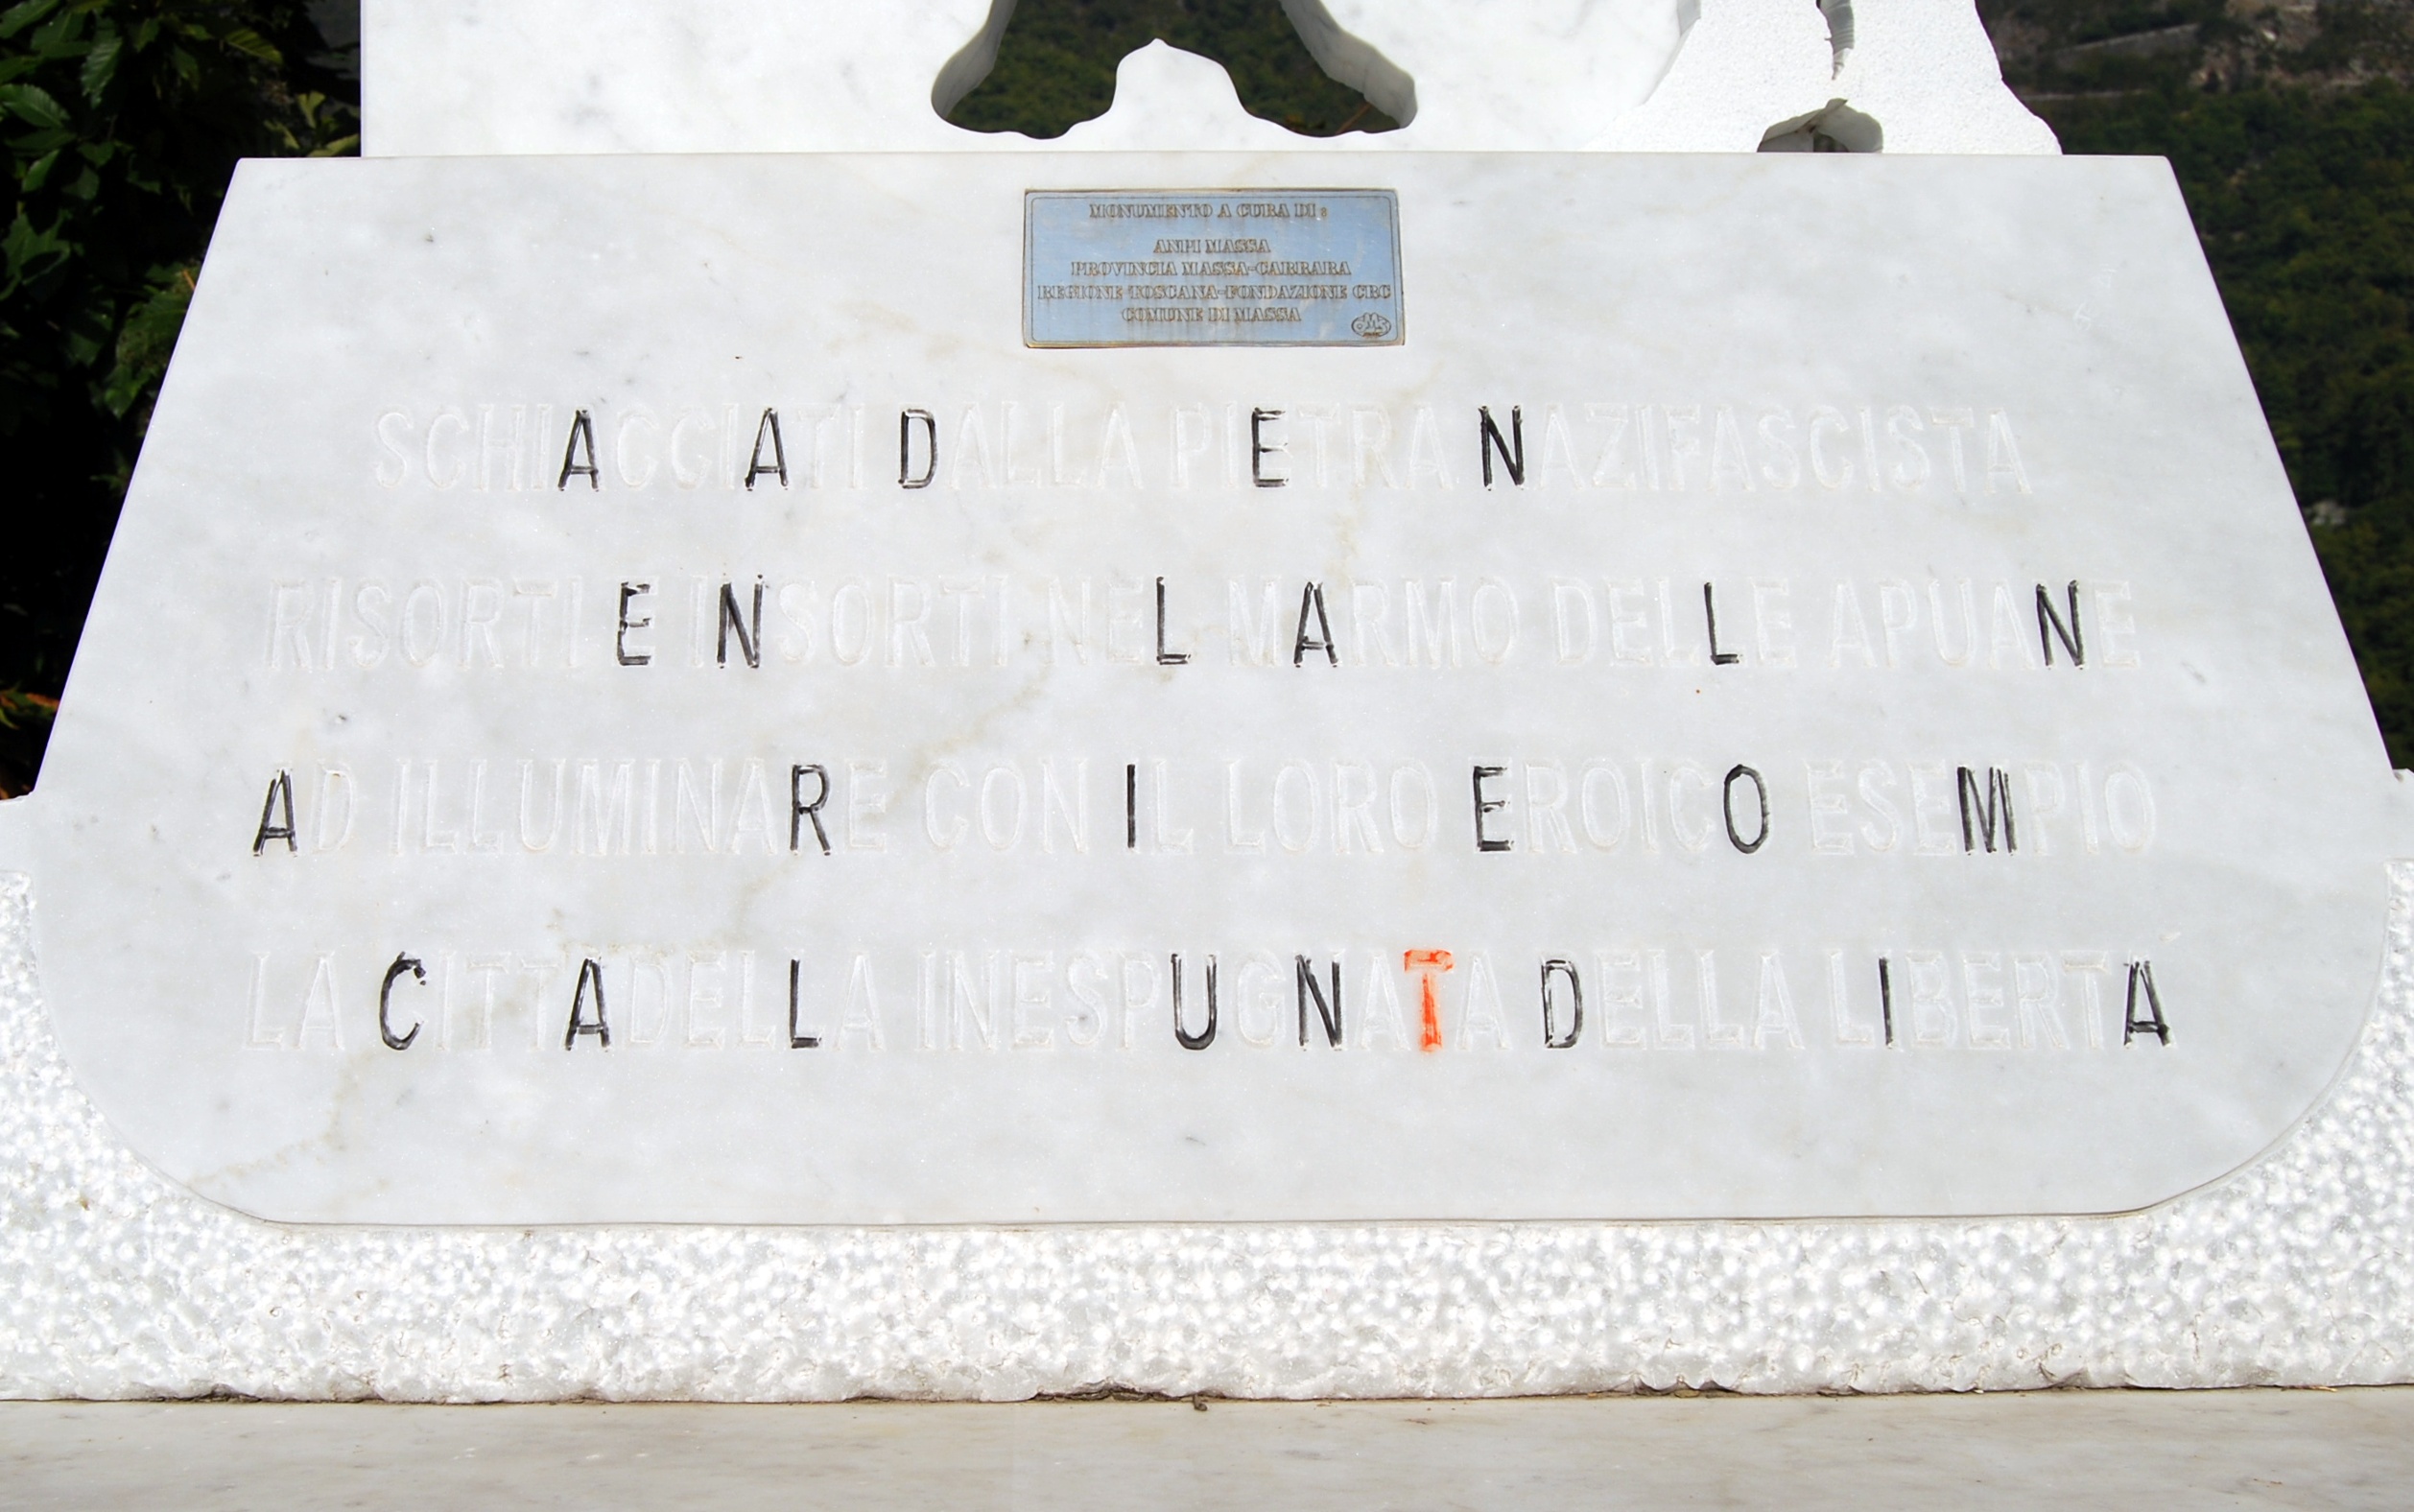 MONUMENTO A CURA DI :
ANPI MASSA
PROVINCIA MASSA-CARRARA
REGIONE TOSCANA-FONDAZIONE CRC
COMUNE DI MASSA
SCHIACCIATI DALLA PIETRA NAZIFASCISTA
RISORTI E INSORTI NEL MARMO DELLE APUANE
AD ILLUMINARE CON IL LORO EROICO ESEMPIO
LA CITTADELLA INESPUGNATA DELLA LIBERTA